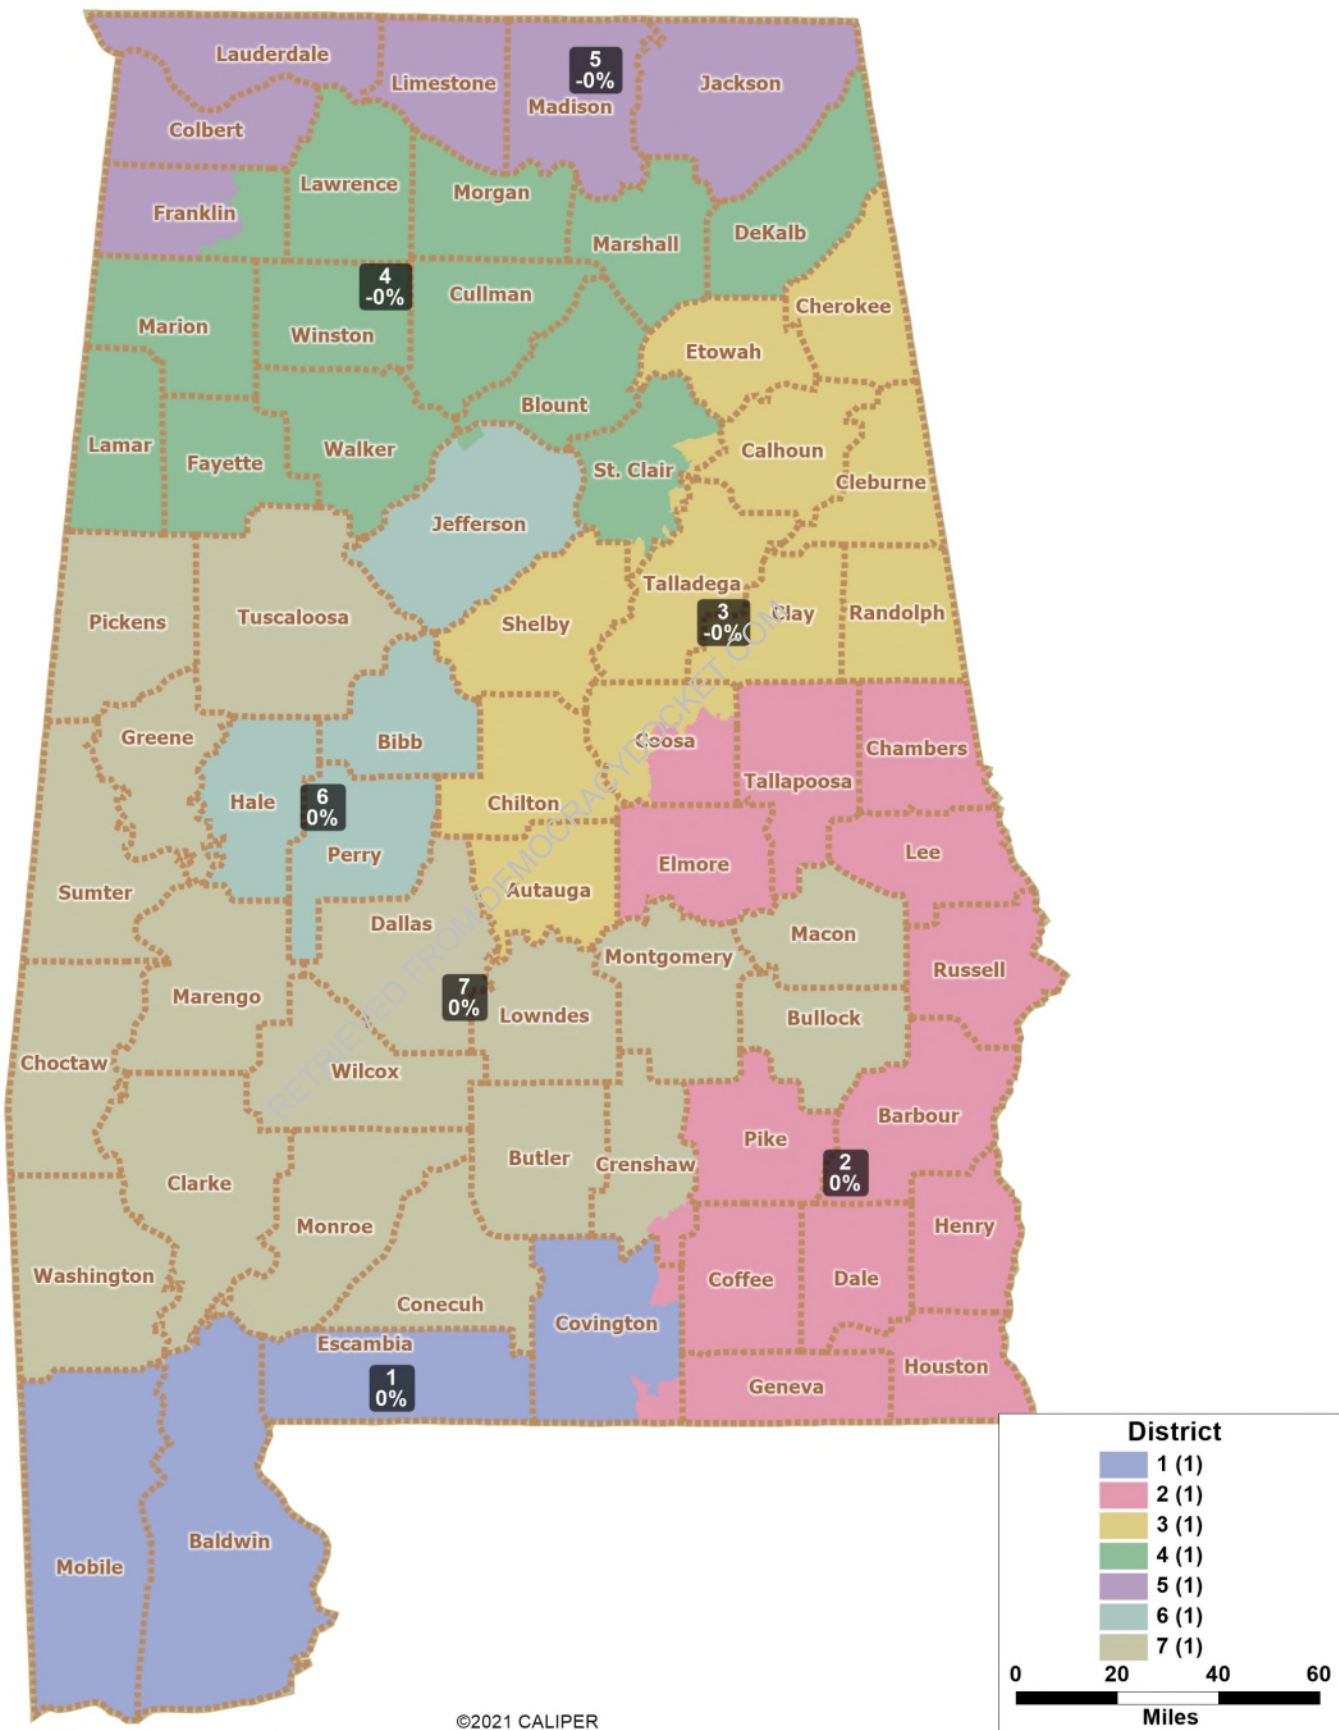 Lauderdale
5
-0%
Limestone
Jackson
Madison
Colbert
Lawrence
Morgan
Franklin
DeKalb
Marshall
4
-0%
Cullman
Cherokee
Marion
Winston
Etowah
Blount
Lamar
Walker
Calhoun
Fayette
St. Clair
Cleburne
Jefferson
Talladega
3
-0%
Clay
Randolph
Pickens
Tuscaloosa
Shelby
Greene
Bibb
Coosa
Chambers
Tallapoosa
Hale
6
0%
Chilton
Perry
Lee
Elmore
Sumter
Autauga
Dallas
Macon
Montgomery
Russell
Marengo
7
0%
Lowndes
Bullock
Choctaw
Wilcox
Barbour
Pike
Butler
Crenshaw
2
0%
Clarke
Monroe
Henry
Washington
Coffee
Dale
Conecuh
Covington
Escambia
Houston
1
0%
Geneva
Baldwin
Mobile
RETRIEVED FROM DEMOCRACYDOCKET.COM
District
1 (1)
2 (1)
3 (1)
4 (1)
5 (1)
6 (1)
7 (1)
0 20 40 60
Miles
©2021 CALIPER